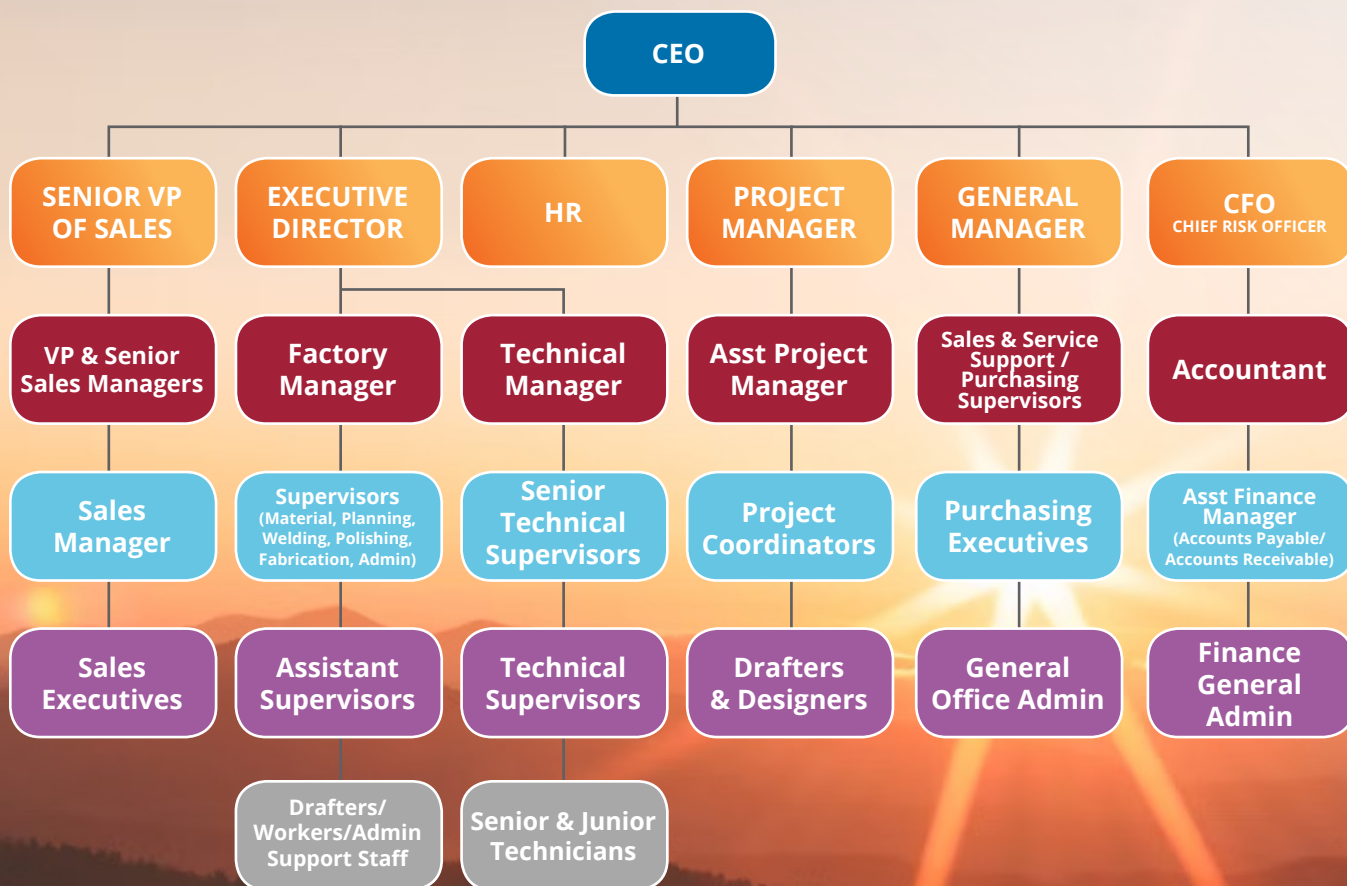 CEO
SENIOR VP
OF SALES
EXECUTIVE
DIRECTOR
HR
PROJECT
MANAGER
GENERAL
MANAGER
CFO
CHIEF RISK OFFICER
VP & Senior
Sales Managers
Factory
Manager
Technical
Manager
Asst Project
Manager
Sales & Service
Support /
Purchasing
Supervisors
Accountant
Sales
Manager
Supervisors
(Material, Planning,
Welding, Polishing,
Fabrication, Admin)
Senior
Technical
Supervisors
Project
Coordinators
Purchasing
Executives
Asst Finance
Manager
(Accounts Payable/
Accounts Receivable)
Sales
Executives
Assistant
Supervisors
Technical
Supervisors
Drafters
& Designers
General
Office Admin
Finance
General
Admin
Drafters/
Workers/Admin
Support Staff
Senior & Junior
Technicians